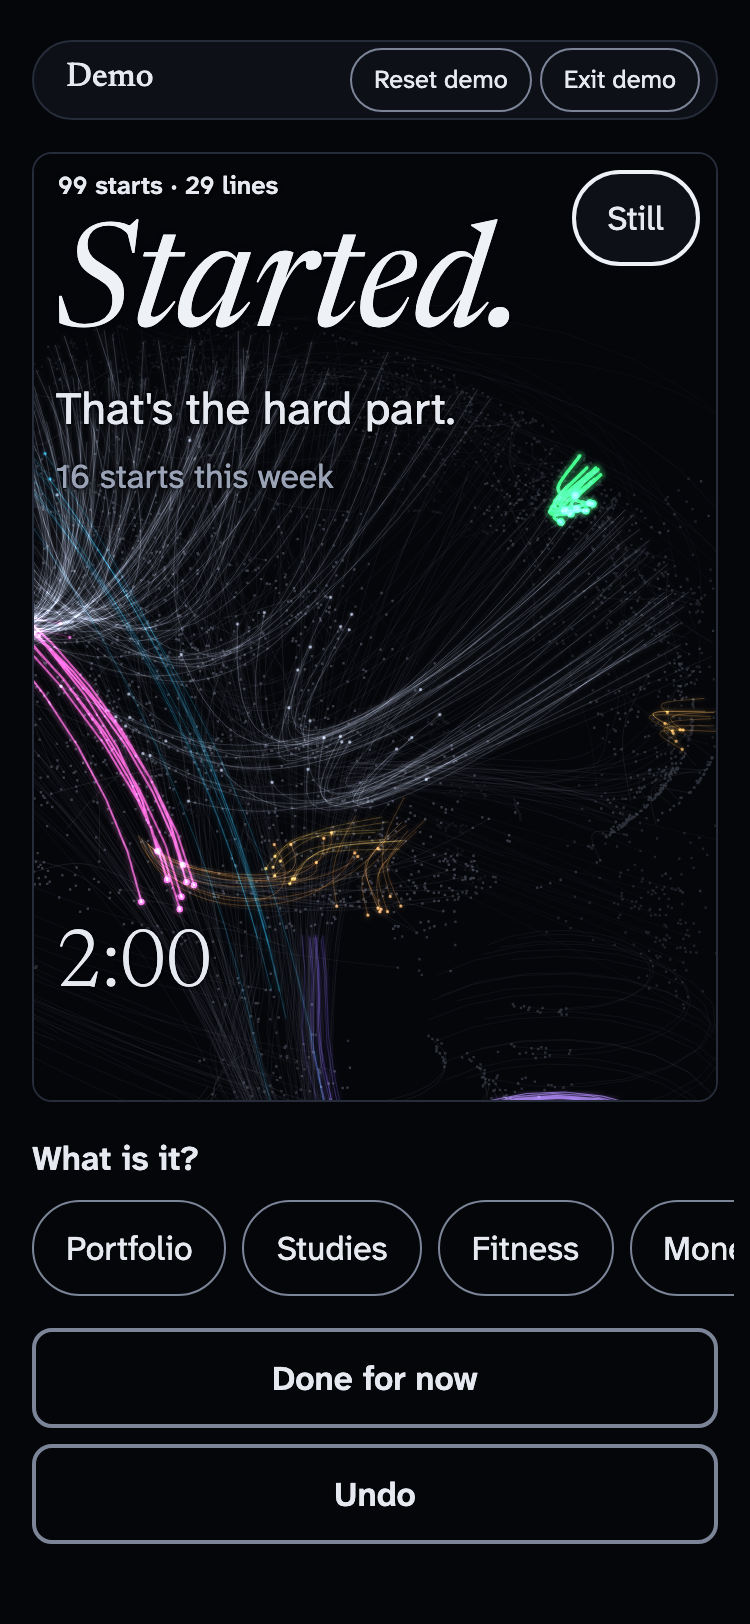 Demo
Reset demo
Exit demo
99 starts · 29 lines
Still
Started.
That's the hard part.
16 starts this week
2:00
What is it?
Portfolio
Studies
Fitness
Mone
Done for now
Undo